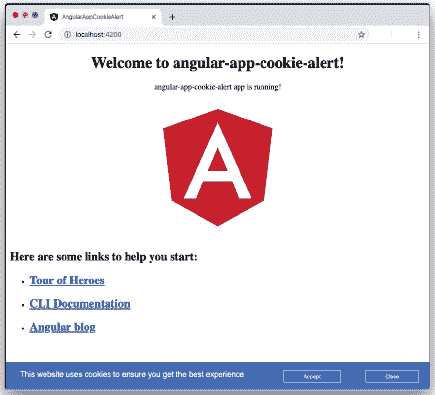 AngularAppCookieAlert
localhost:4200
Welcome to angular-app-cookie-alert!
angular-app-cookie-alert app is running!
A
Here are some links to help you start:
Tour of Heroes
CLI Documentation
Angular blog
This website uses cookies to ensure you get the best experience
Accept
Close